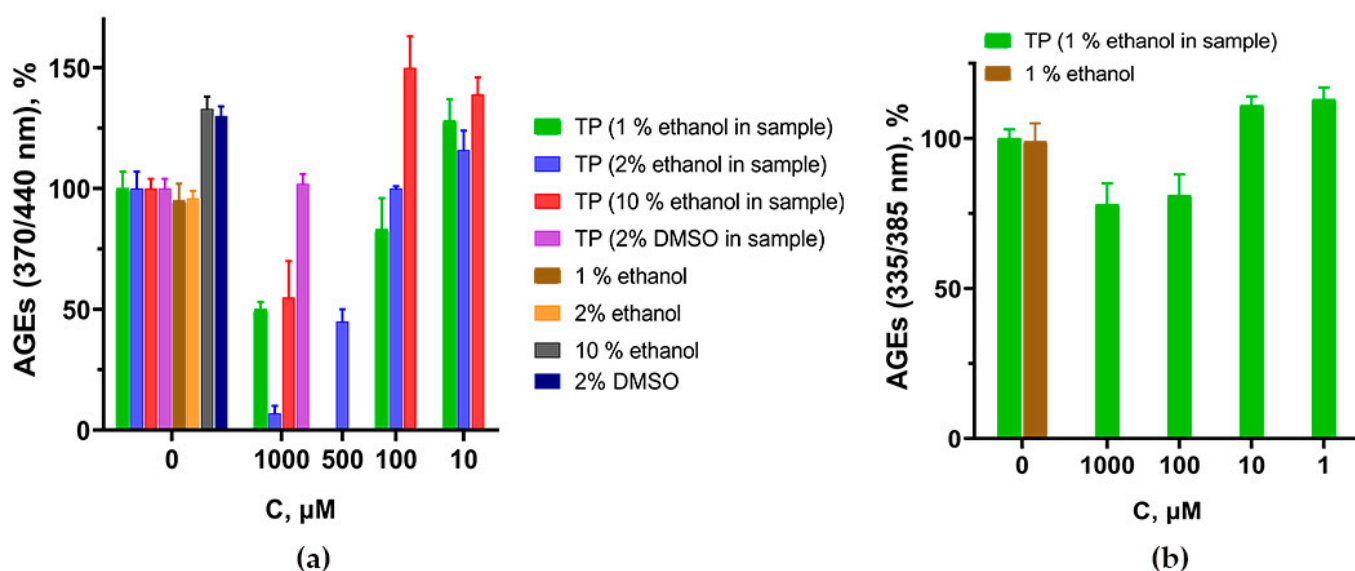 AGEs (370/440 nm), %
150
100
50
0
0 1000 500 100 10
C, µM
(a)
TP (1 % ethanol in sample)
TP (2% ethanol in sample)
TP (10 % ethanol in sample)
TP (2% DMSO in sample)
1 % ethanol
2% ethanol
10 % ethanol
2% DMSO
TP (1 % ethanol in sample)
1 % ethanol
AGEs (335/385 nm), %
100
50
0
0 1000 100 10 1
C, µM
(b)